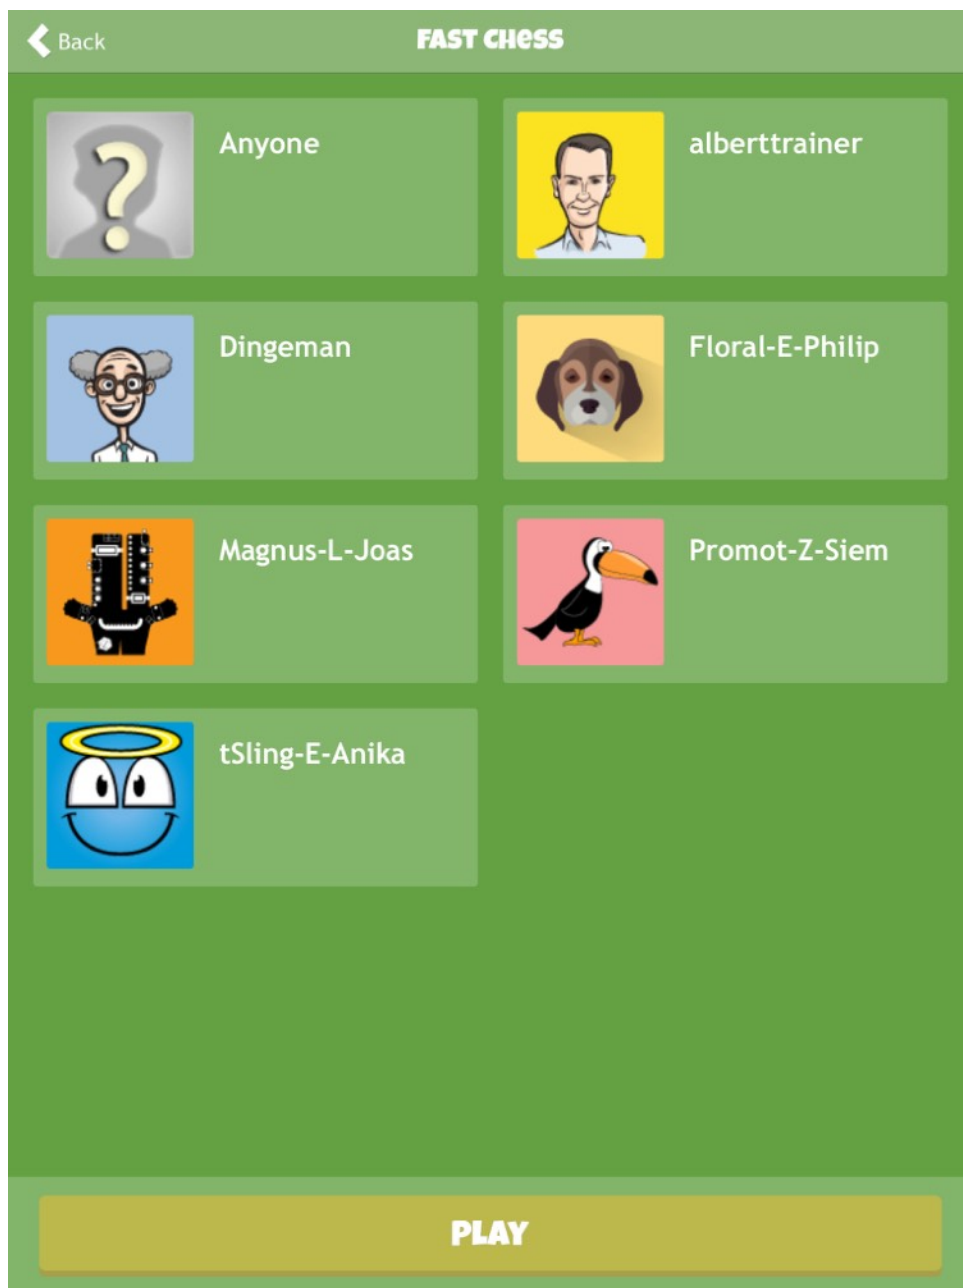 Back
FAST CHESS
Anyone
alberttrainer
Dingeman
Floral-E-Philip
Magnus-L-Joas
Promot-Z-Siem
tSling-E-Anika
PLAY